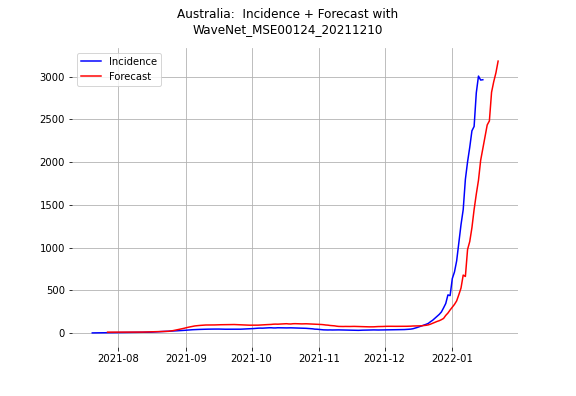 Australia:  Incidence + Forecast with
WaveNet_MSE00124_20211210
Incidence
Forecast
3000
2500
2000
1500
1000
500
0
2021-08 2021-09 2021-10 2021-11 2021-12 2022-01